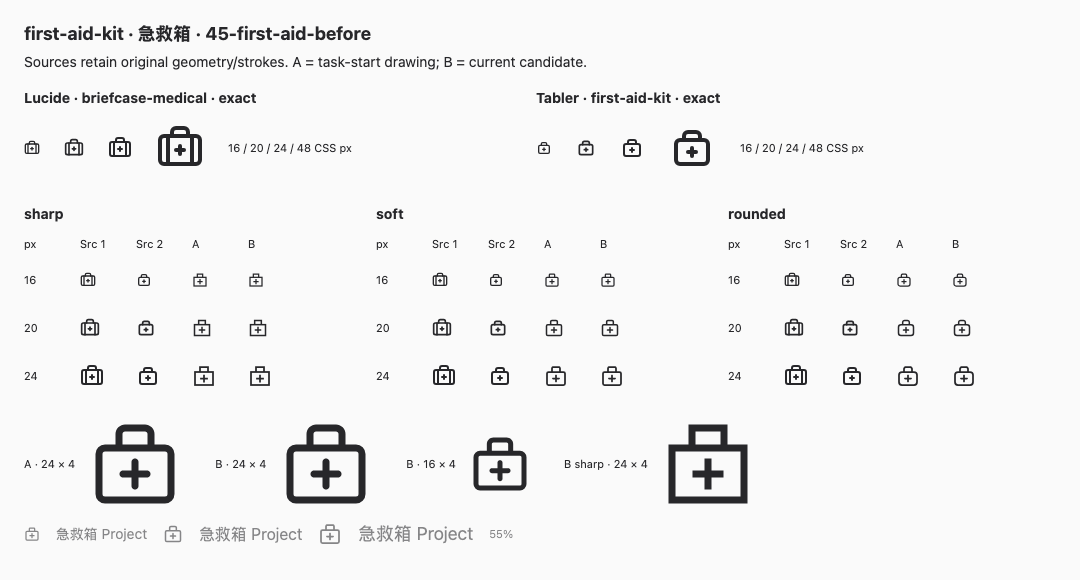 first-aid-kit · 急救箱 · 45-first-aid-before
Sources retain original geometry/strokes. A = task-start drawing; B = current candidate.
Lucide · briefcase-medical · exact
Tabler · first-aid-kit · exact
16 / 20 / 24 / 48 CSS px
16 / 20 / 24 / 48 CSS px
sharp
soft
rounded
px Src 1 Src 2 A B
px Src 1 Src 2 A B
px Src 1 Src 2 A B
16
16
16
20
20
20
24
24
24
A · 24 × 4
B · 24 × 4
B · 16 × 4
B sharp · 24 × 4
急救箱 Project
急救箱 Project
急救箱 Project
55%